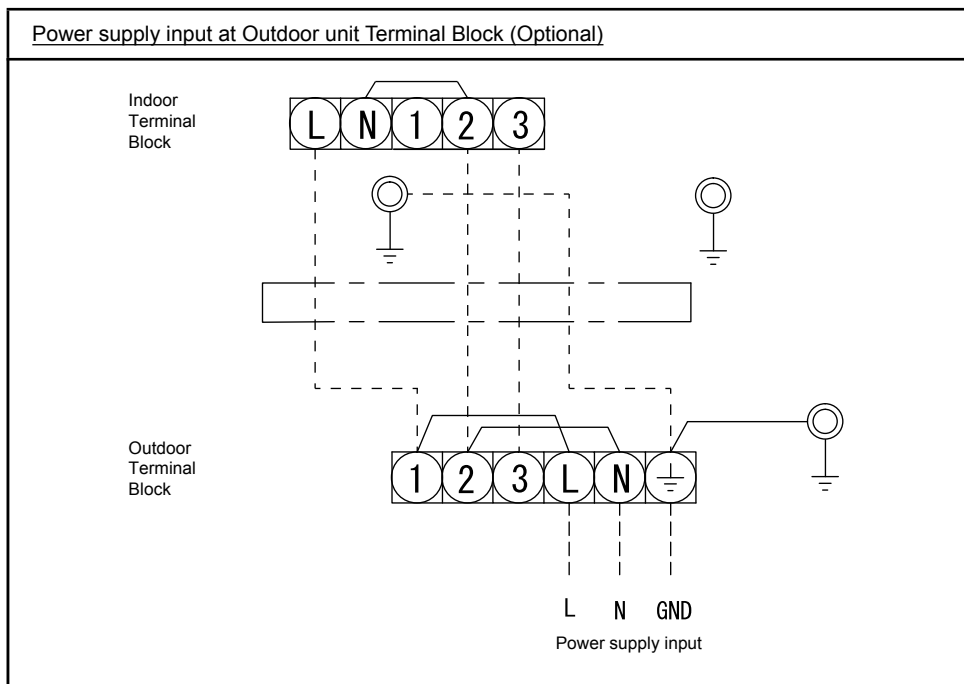 Power supply input at Outdoor unit Terminal Block (Optional)
Indoor
Terminal
Block
L N 1 2 3
Outdoor
Terminal
Block
1 2 3 L N
L N GND
Power supply input